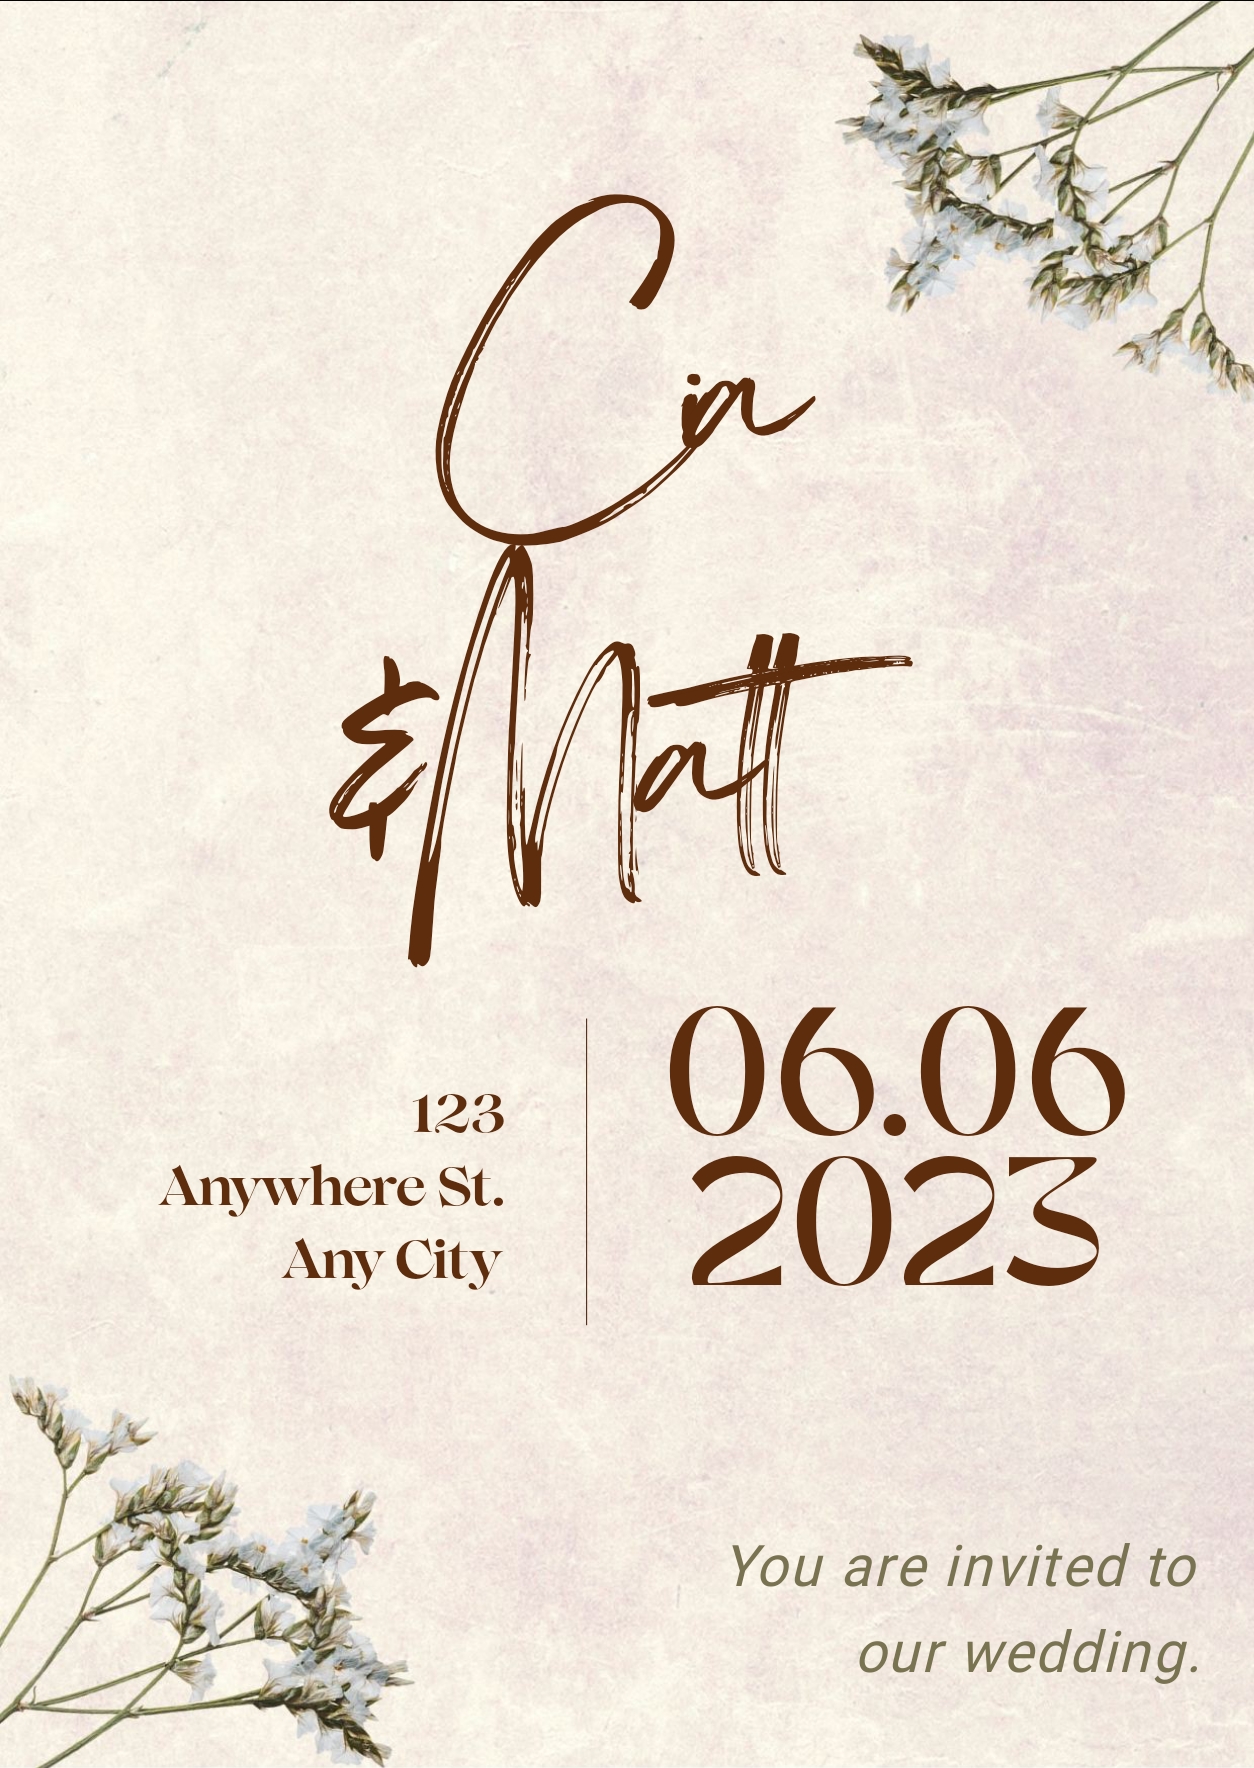 Cia
& Matt
123
Anywhere St.
Any City
06.06
2023
You are invited to
our wedding.